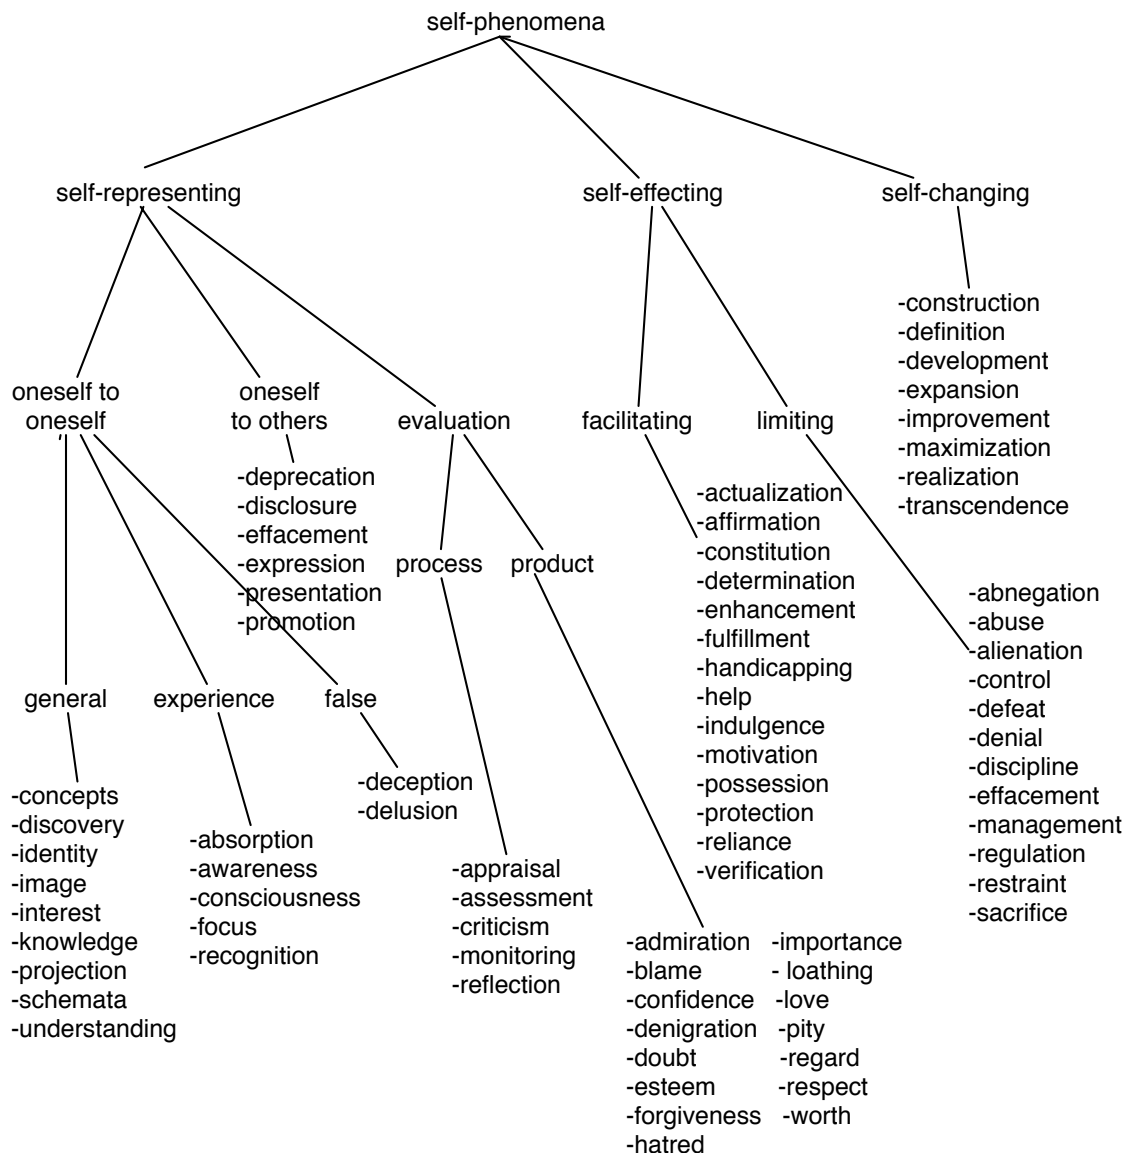 self-phenomena
self-representing
self-effecting
self-changing
-construction
-definition
-development
-expansion
-improvement
-maximization
-realization
-transcendence
oneself to
oneself
oneself
to others
evaluation
facilitating
limiting
-deprecation
-disclosure
-effacement
-expression
-presentation
-promotion
process
product
-actualization
-affirmation
-constitution
-determination
-enhancement
-fulfillment
-handicapping
-help
-indulgence
-motivation
-possession
-protection
-reliance
-verification
-abnegation
-abuse
-alienation
-control
-defeat
-denial
-discipline
-effacement
-management
-regulation
-restraint
-sacrifice
general
experience
false
-concepts
-discovery
-identity
-image
-interest
-knowledge
-projection
-schemata
-understanding
-absorption
-awareness
-consciousness
-focus
-recognition
-deception
-delusion
-appraisal
-assessment
-criticism
-monitoring
-reflection
-admiration -importance
-blame - loathing
-confidence -love
-denigration -pity
-doubt -regard
-esteem -respect
-forgiveness -worth
-hatred